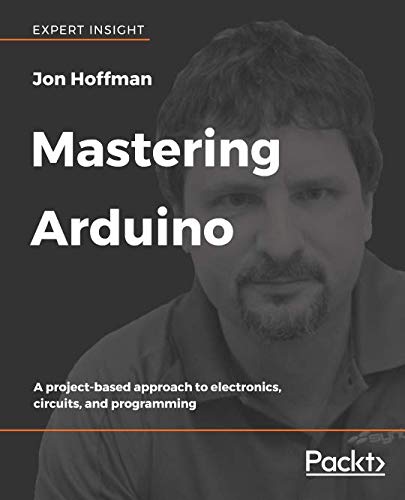 EXPERT INSIGHT
Jon Hoffman
Mastering
Arduino
A project-based approach to electronics,
circuits, and programming
Packt>